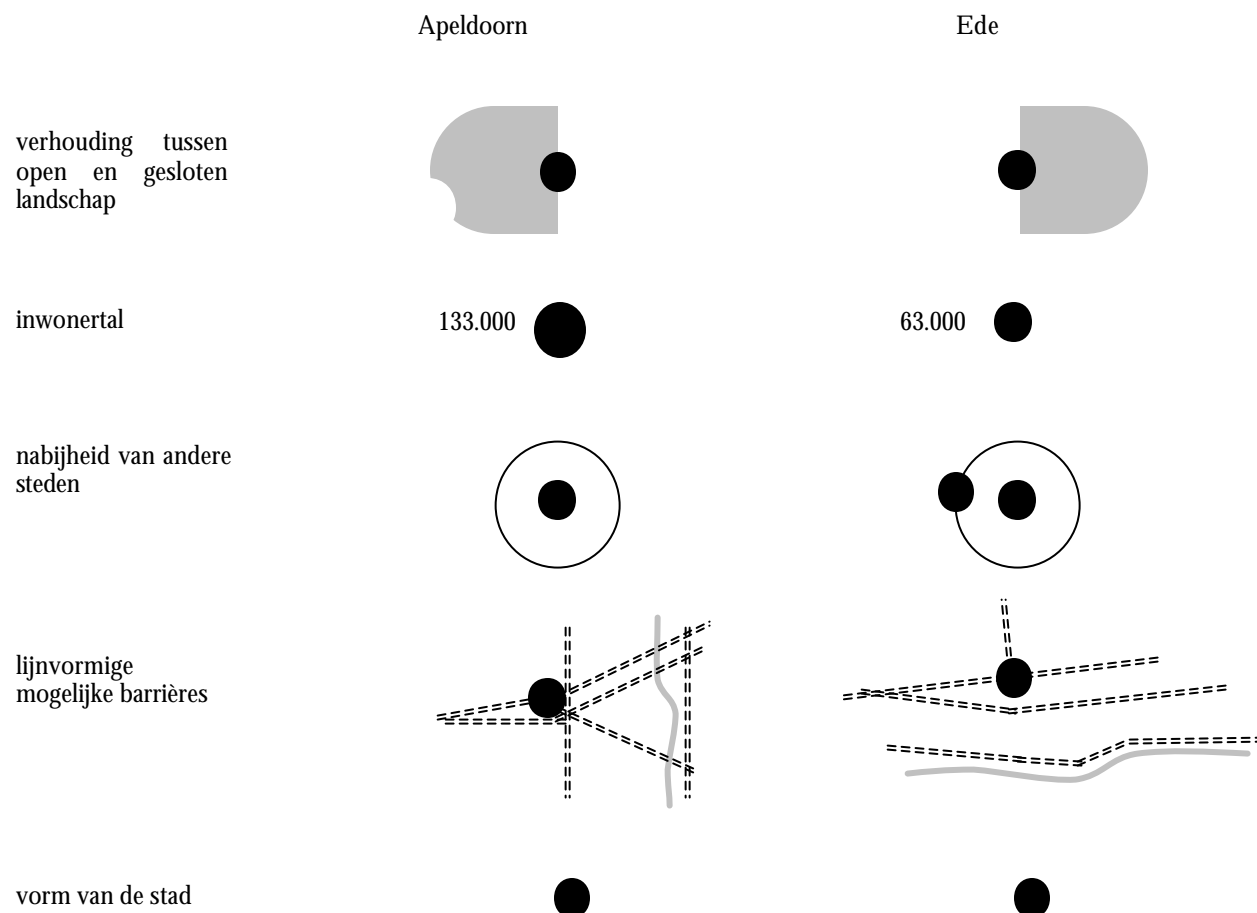 Apeldoorn Ede
verhouding tussen
open en gesloten
landschap
inwonertal 133.000 63.000
nabijheid van andere
steden
lijnvormige
mogelijke barrières
vorm van de stad